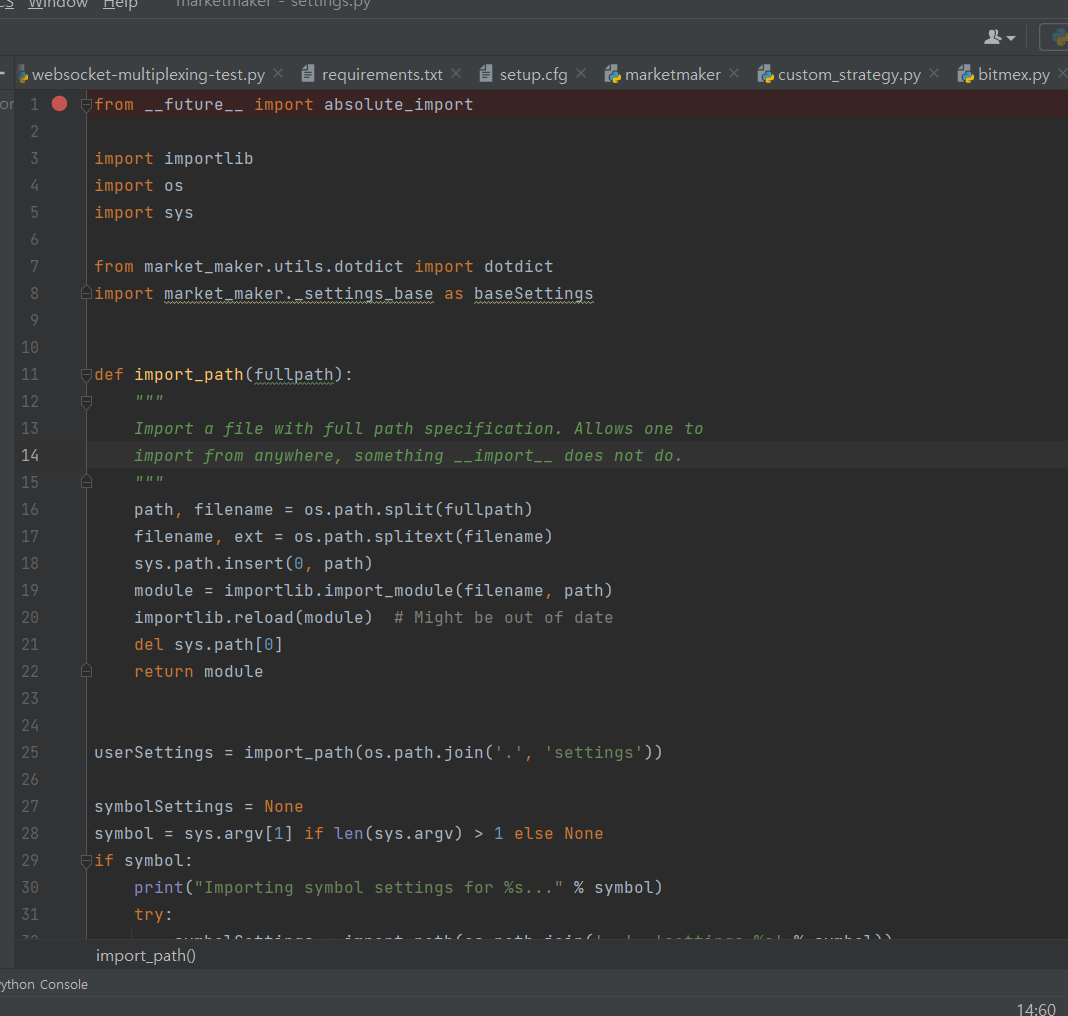 Window Help marketmaker - settings.py
websocket-multiplexing-test.py requirements.txt setup.cfg marketmaker custom_strategy.py bitmex.py
1 from __future__ import absolute_import
2
3 import importlib
4 import os
5 import sys
6
7 from market_maker.utils.dotdict import dotdict
8 import market_maker._settings_base as baseSettings
9
10
11 def import_path(fullpath):
12 """
13 Import a file with full path specification. Allows one to
14 import from anywhere, something __import__ does not do.
15 """
16 path, filename = os.path.split(fullpath)
17 filename, ext = os.path.splitext(filename)
18 sys.path.insert(0, path)
19 module = importlib.import_module(filename, path)
20 importlib.reload(module)  # Might be out of date
21 del sys.path[0]
22 return module
23
24
25 userSettings = import_path(os.path.join('.', 'settings'))
26
27 symbolSettings = None
28 symbol = sys.argv[1] if len(sys.argv) > 1 else None
29 if symbol:
30 print("Importing symbol settings for %s..." % symbol)
31 try:
import_path()
ython Console
14:60